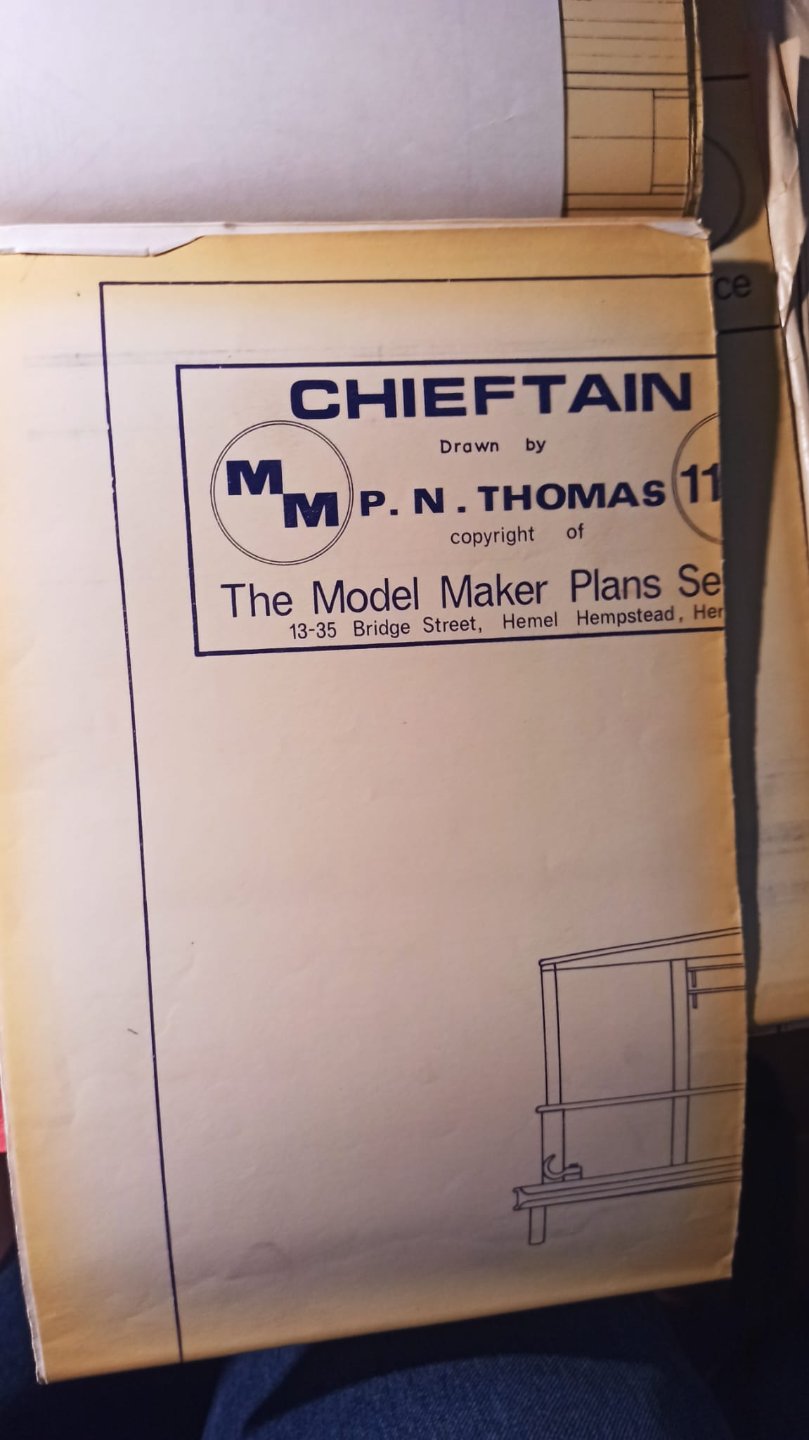 ce
CHIEFTAIN
Drawn by
MM P. N. THOMAS 11
copyright of
The Model Maker Plans Se
13-35 Bridge Street, Hemel Hempstead, Her